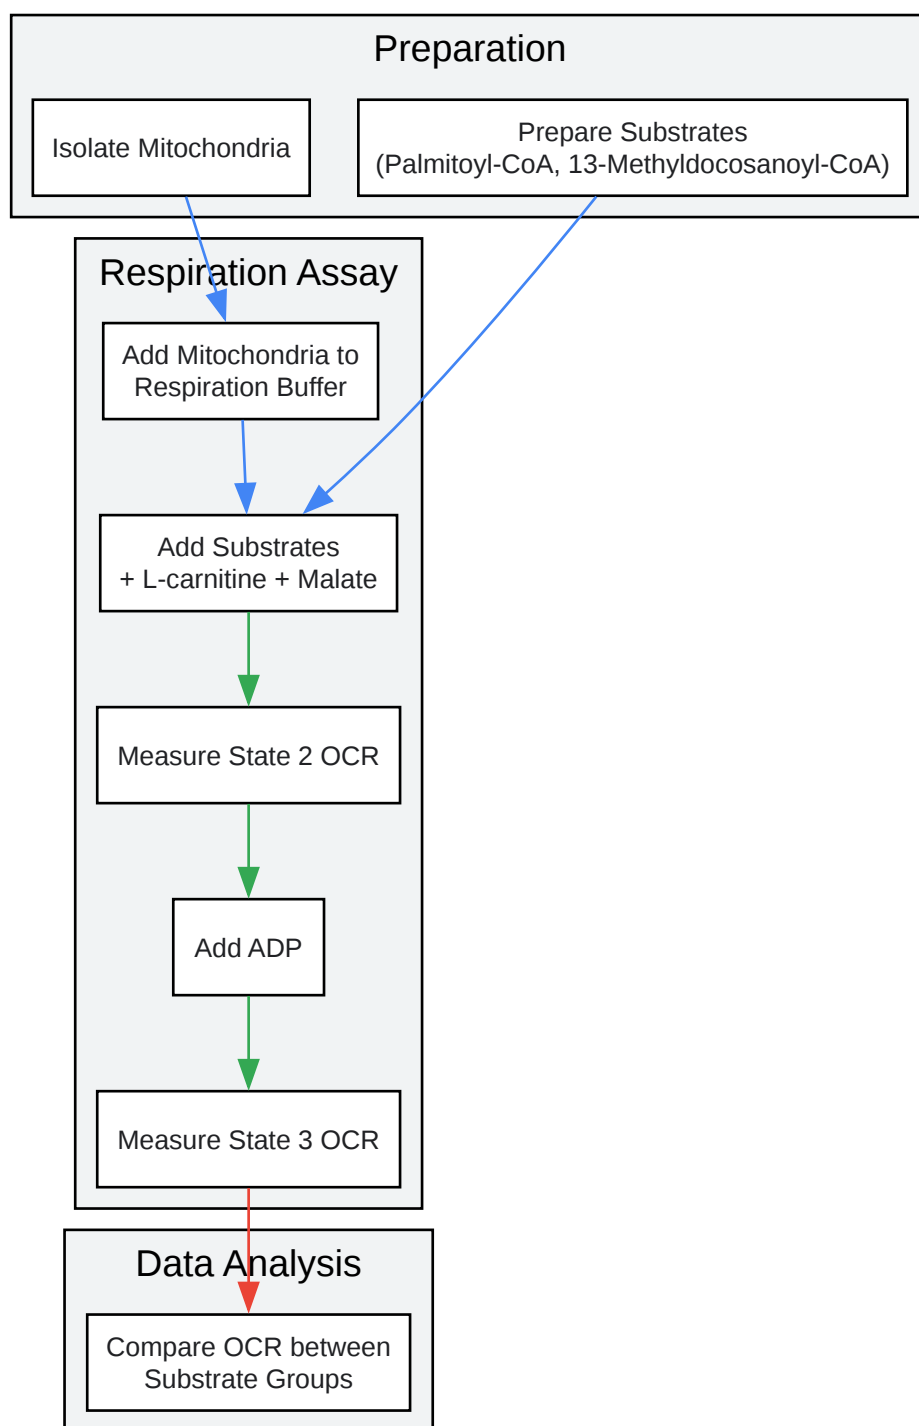 Preparation
Isolate Mitochondria
Prepare Substrates
(Palmitoyl-CoA, 13-Methyldocosanoyl-CoA)
Respiration Assay
Add Mitochondria to
Respiration Buffer
Add Substrates
+ L-carnitine + Malate
Measure State 2 OCR
Add ADP
Measure State 3 OCR
Data Analysis
Compare OCR between
Substrate Groups